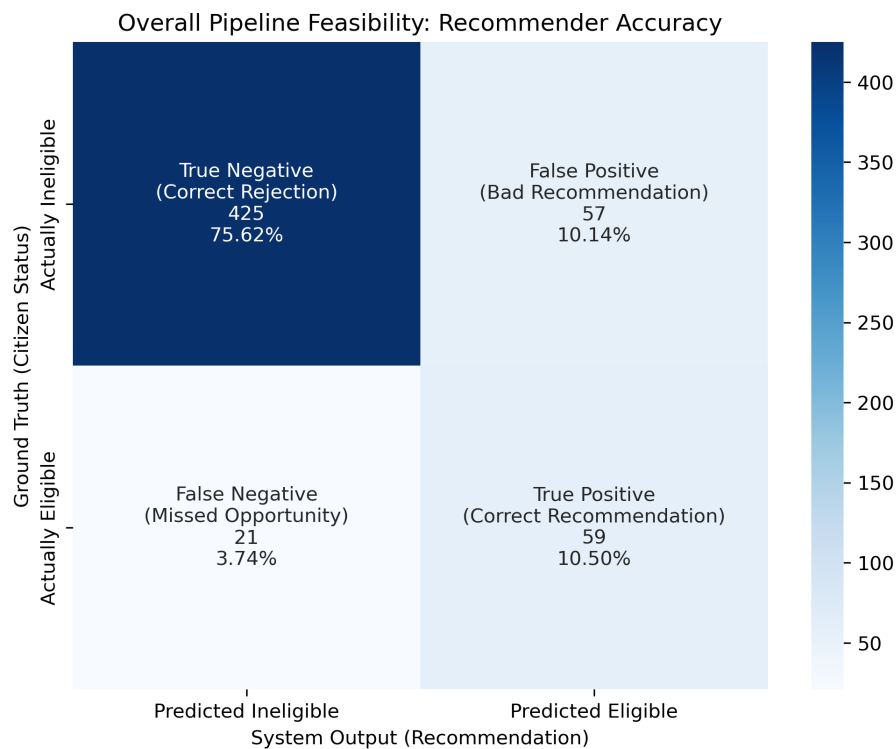 Overall Pipeline Feasibility: Recommender Accuracy
Ground Truth (Citizen Status)
Actually Ineligible
True Negative
(Correct Rejection)
425
75.62%
False Positive
(Bad Recommendation)
57
10.14%
Actually Eligible
False Negative
(Missed Opportunity)
21
3.74%
True Positive
(Correct Recommendation)
59
10.50%
Predicted Ineligible
Predicted Eligible
System Output (Recommendation)
400
350
300
250
200
150
100
50